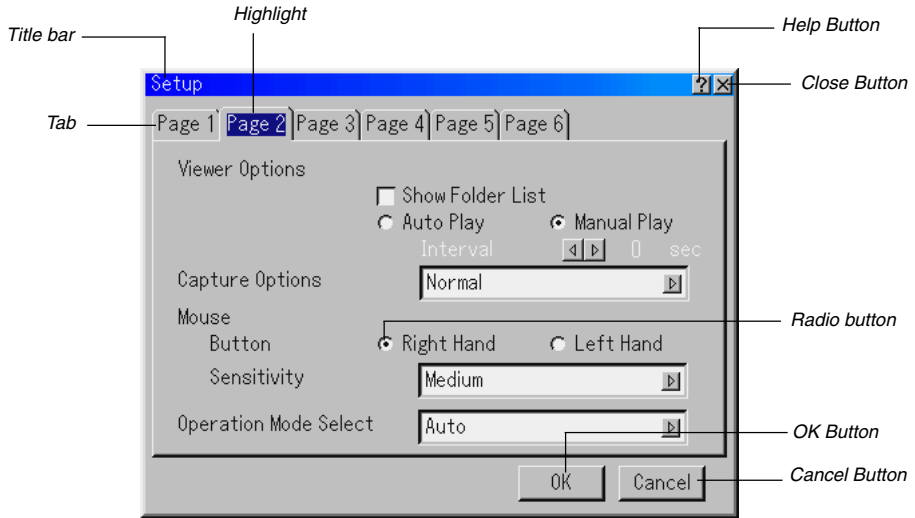 Highlight
Title bar
Help Button
Setup
?
Close Button
Tab
Page 1 Page 2 Page 3 Page 4 Page 5 Page 6
Viewer Options
Show Folder List
Auto Play Manual Play
Interval 0 sec
Capture Options Normal
Mouse
Radio button
Button Right Hand Left Hand
Sensitivity Medium
Operation Mode Select Auto
OK Button
OK Cancel
Cancel Button